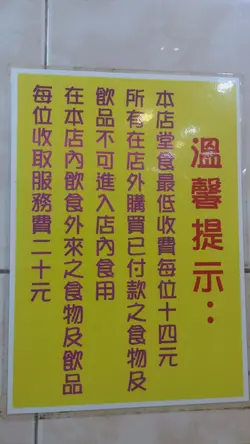 溫馨提示：
本店堂食最低收費每位十四元
所有在店外購買已付款之食物及
飲品不可進入店內食用
在本店內飲食外來之食物及飲品
每位收取服務費二十元